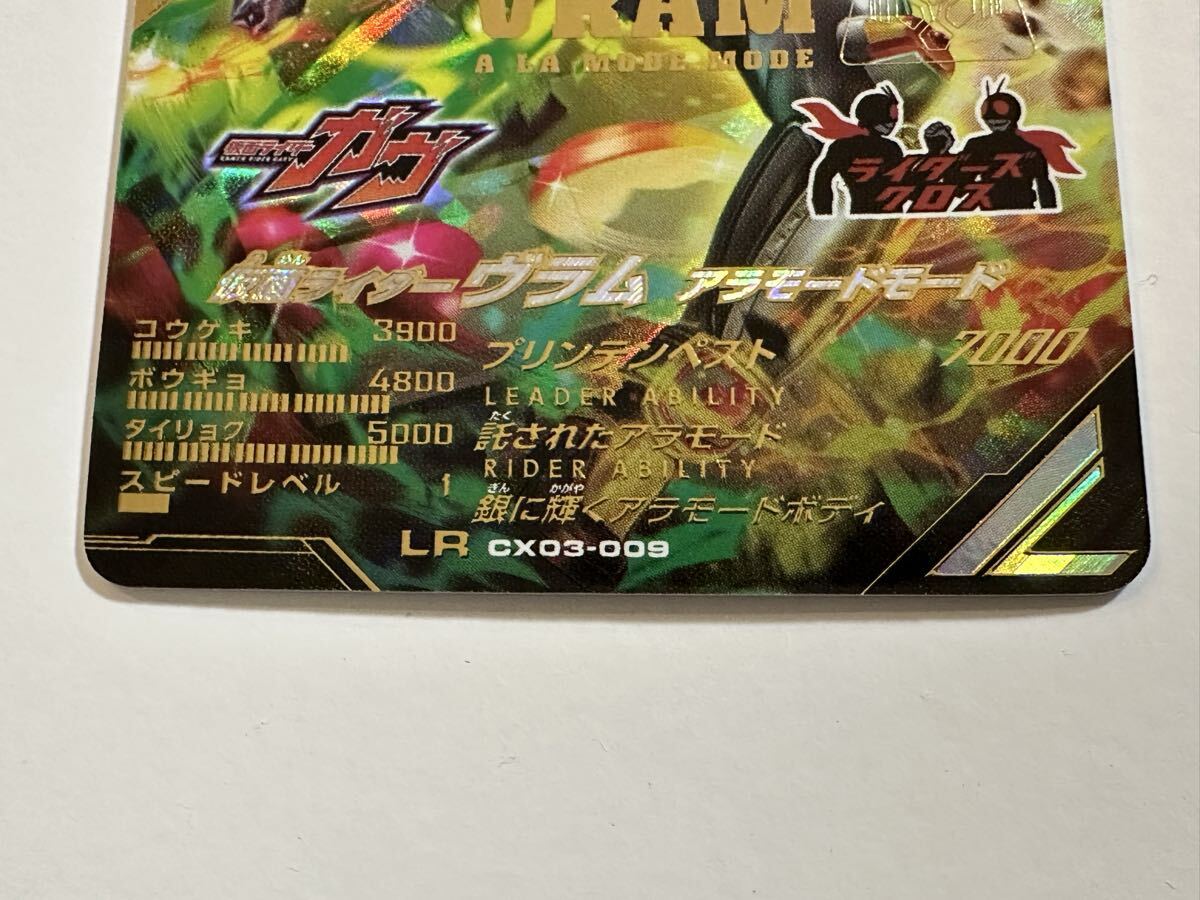 VRAM
A LA MODE MODE
仮面ライダー
KAMEN RIDER GAVV
ガヴ
ライダーズ
クロス
仮面ライダーヴラム アラモードモード
コウゲキ 3900
ボウギョ 4800
タイリョク 5000
スピードレベル 1
プリンテンペスト 7000
LEADER ABILITY
託されたアラモード
RIDER ABILITY
銀に輝くアラモードボディ
LR CX03-009